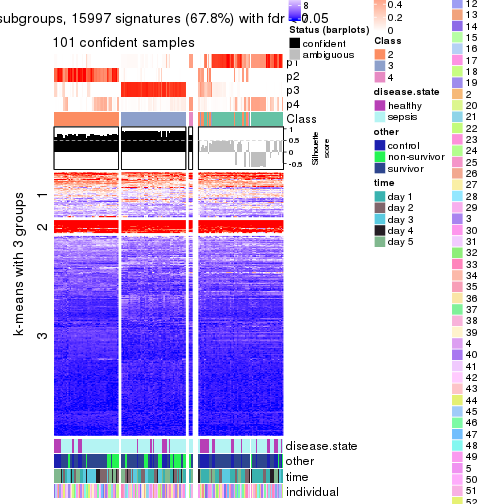 subgroups, 15997 signatures (67.8%) with fdr < 0.05
101 confident samples
p1
p2
p3
p4
Class
1
0.5
0
-0.5
Silhouette
score
k-means with 3 groups
1
2
3
disease.state
other
time
individual
8
0
Status (barplots)
confident
ambiguous
0.4
0.2
0
Class
2
3
4
disease.state
healthy
sepsis
other
control
non-survivor
survivor
time
day 1
day 2
day 3
day 4
day 5
12
13
14
15
16
17
18
19
2
20
21
22
23
24
25
26
27
28
29
3
30
31
32
33
34
35
36
37
38
39
4
40
41
42
43
44
45
46
47
48
49
5
50
51